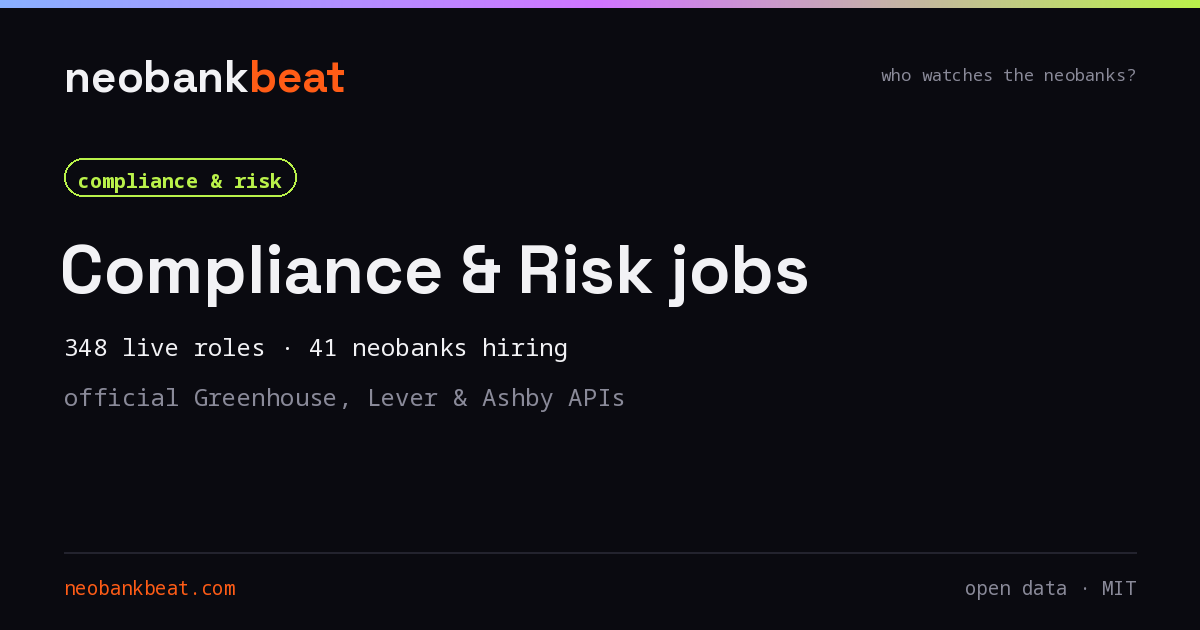 neobankbeat
who watches the neobanks?
compliance & risk
Compliance & Risk jobs
348 live roles · 41 neobanks hiring
official Greenhouse, Lever & Ashby APIs
neobankbeat.com
open data · MIT